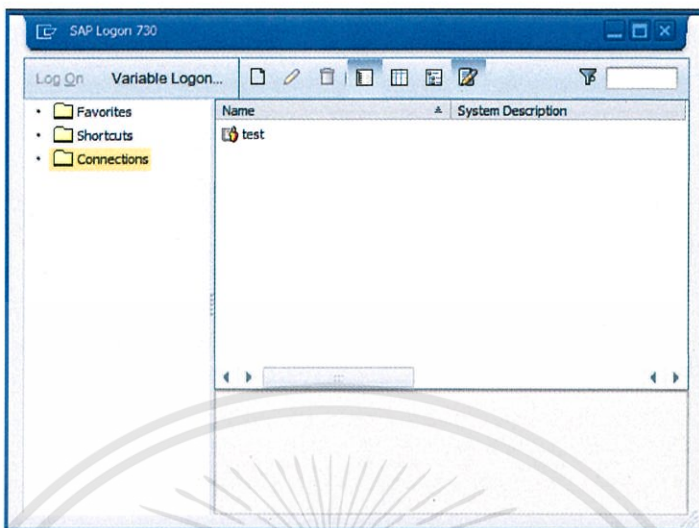 SAP Logon 730
Log On Variable Logon...
Favorites
Shortcuts
Connections
Name System Description
test